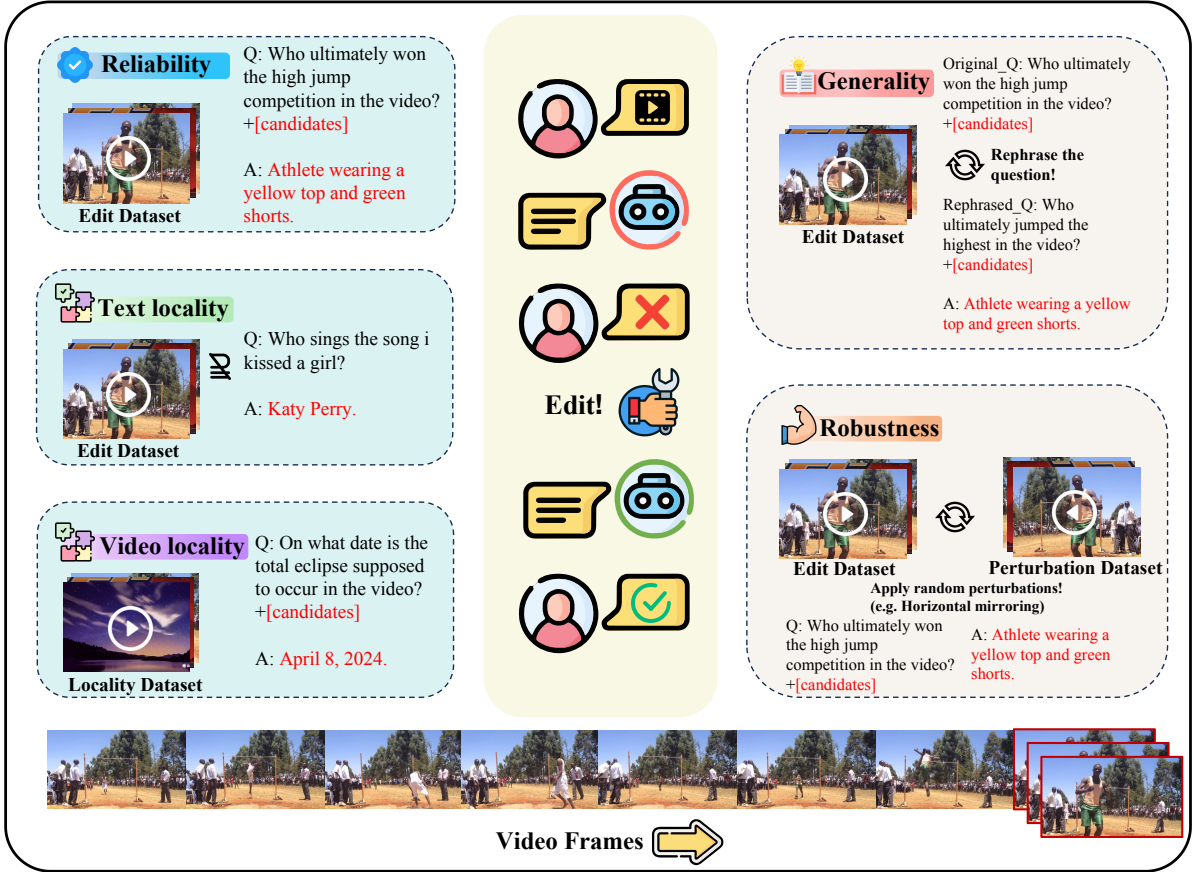 Reliability
Q: Who ultimately won
the high jump
competition in the video?
+[candidates]
A: Athlete wearing a
yellow top and green
shorts.
Edit Dataset
Text locality
Q: Who sings the song i
kissed a girl?
A: Katy Perry.
Edit Dataset
Video locality
Q: On what date is the
total eclipse supposed
to occur in the video?
+[candidates]
A: April 8, 2024.
Locality Dataset
Edit!
Generality
Original_Q: Who ultimately
won the high jump
competition in the video?
+[candidates]
Rephrase the
question!
Rephrased_Q: Who
ultimately jumped the
highest in the video?
+[candidates]
A: Athlete wearing a yellow
top and green shorts.
Edit Dataset
Robustness
Edit Dataset
Perturbation Dataset
Apply random perturbations!
(e.g. Horizontal mirroring)
Q: Who ultimately won
the high jump
competition in the video?
+[candidates]
A: Athlete wearing a
yellow top and green
shorts.
Video Frames